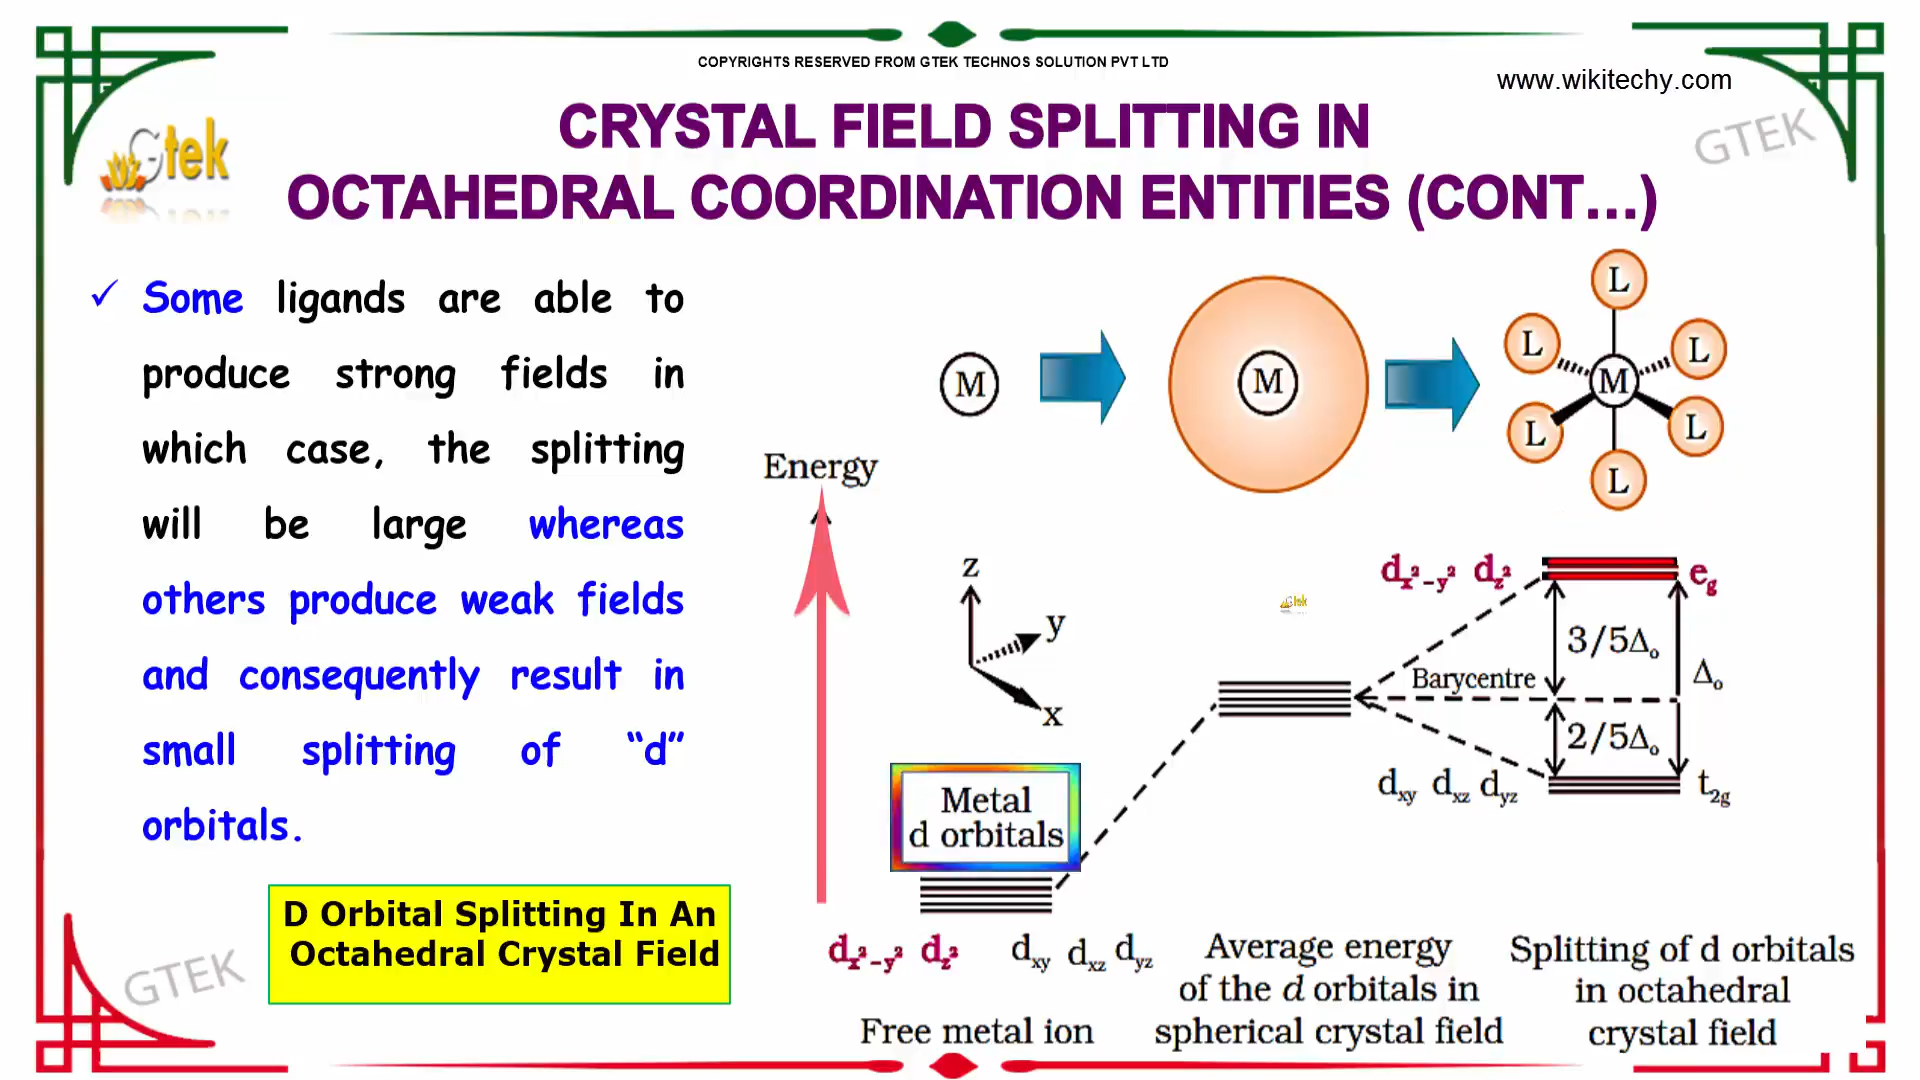 COPYRIGHTS RESERVED FROM GTEK TECHNOS SOLUTION PVT LTD
www.wikitechy.com
Gtek
GTEK
CRYSTAL FIELD SPLITTING IN
OCTAHEDRAL COORDINATION ENTITIES (CONT...)
✓ Some ligands are able to
produce strong fields in
which case, the splitting
will be large whereas
others produce weak fields
and consequently result in
small splitting of “d”
orbitals.
D Orbital Splitting In An
Octahedral Crystal Field
GTEK
M
M
L
L
L
M
L
L
L
Energy
z
y
x
Metal
d orbitals
dx²-y² dz² dxy dxz dyz
Free metal ion
Gtek
Average energy
of the d orbitals in
spherical crystal field
dx²-y² dz² eg
3/5Δo
Barycentre
Δo
2/5Δo
dxy dxz dyz t2g
Splitting of d orbitals
in octahedral
crystal field